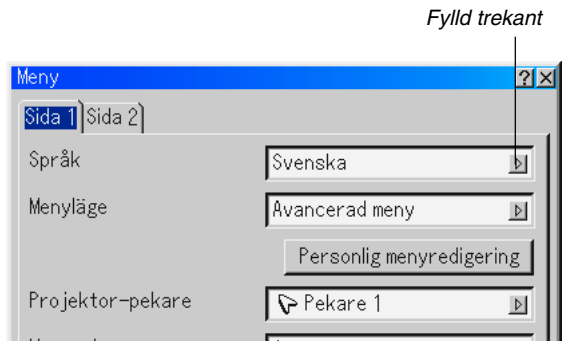 Fylld trekant
Meny
Sida 1 Sida 2
Språk Svenska
Menyläge Avancerad meny
Personlig menyredigering
Projektor-pekare Pekare 1